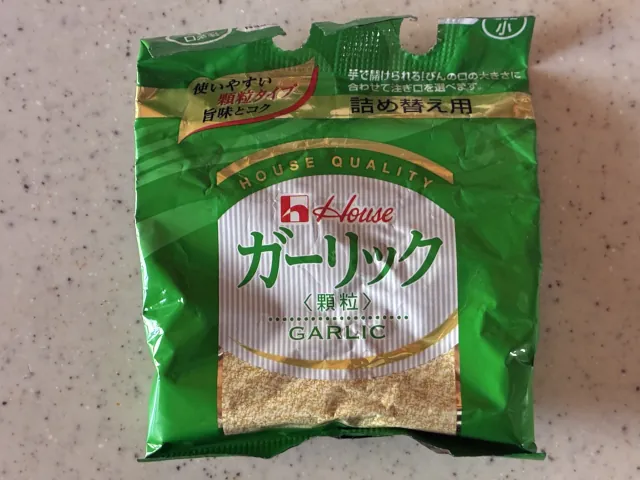 小
使いやすい
顆粒タイプ
旨味とコク
手で開けられる!びんの口の大きさに
合わせて注ぎ口を選べます。
詰め替え用
HOUSE QUALITY
House
ガーリック
〈顆粒〉
GARLIC